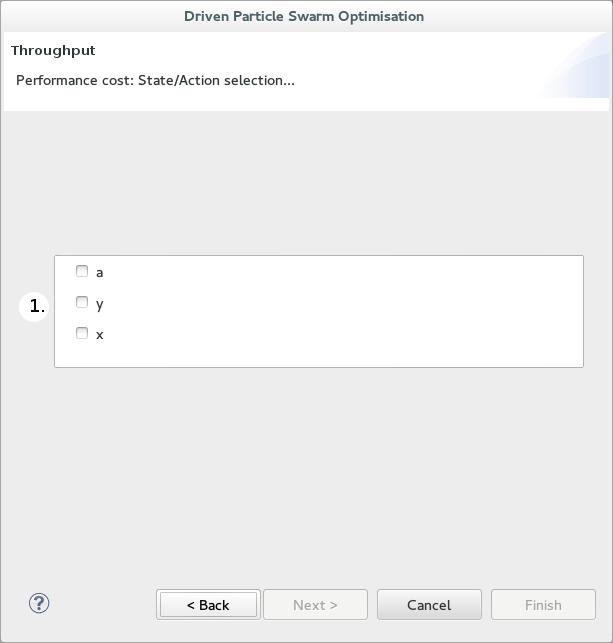 Driven Particle Swarm Optimisation
Throughput
Performance cost: State/Action selection...
a
1.
y
x
?
< Back Next > Cancel Finish